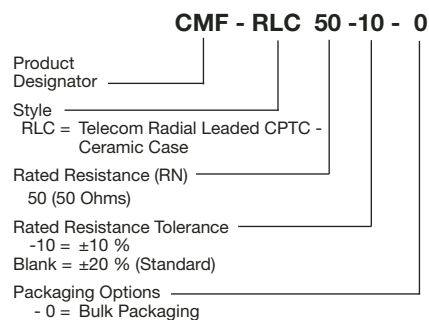 CMF - RLC 50 -10 - 0
Product
Designator
Style
RLC = Telecom Radial Leaded CPTC -
Ceramic Case
Rated Resistance (RN)
50 (50 Ohms)
Rated Resistance Tolerance
-10 = ±10 %
Blank = ±20 % (Standard)
Packaging Options
- 0 = Bulk Packaging